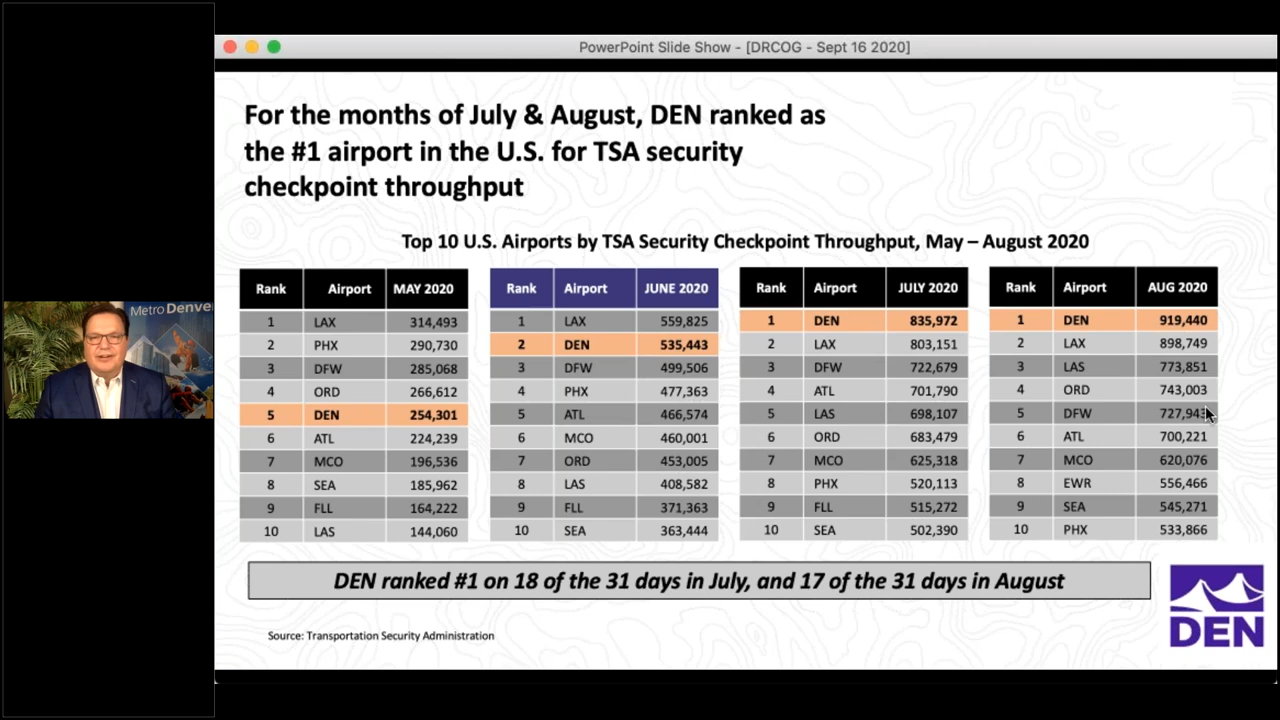 PowerPoint Slide Show - [DRCOG - Sept 16 2020]
For the months of July & August, DEN ranked as
the #1 airport in the U.S. for TSA security
checkpoint throughput
Top 10 U.S. Airports by TSA Security Checkpoint Throughput, May – August 2020
Rank Airport MAY 2020
1 LAX 314,493
2 PHX 290,730
3 DFW 285,068
4 ORD 266,612
5 DEN 254,301
6 ATL 224,239
7 MCO 196,536
8 SEA 185,962
9 FLL 164,222
10 LAS 144,060
Rank Airport JUNE 2020
1 LAX 559,825
2 DEN 535,443
3 DFW 499,506
4 PHX 477,363
5 ATL 466,574
6 MCO 460,001
7 ORD 453,005
8 LAS 408,582
9 FLL 371,363
10 SEA 363,444
Rank Airport JULY 2020
1 DEN 835,972
2 LAX 803,151
3 DFW 722,679
4 ATL 701,790
5 LAS 698,107
6 ORD 683,479
7 MCO 625,318
8 PHX 520,113
9 FLL 515,272
10 SEA 502,390
Rank Airport AUG 2020
1 DEN 919,440
2 LAX 898,749
3 LAS 773,851
4 ORD 743,003
5 DFW 727,943
6 ATL 700,221
7 MCO 620,076
8 EWR 556,466
9 SEA 545,271
10 PHX 533,866
Metro Denver
DEN ranked #1 on 18 of the 31 days in July, and 17 of the 31 days in August
Source: Transportation Security Administration
DEN